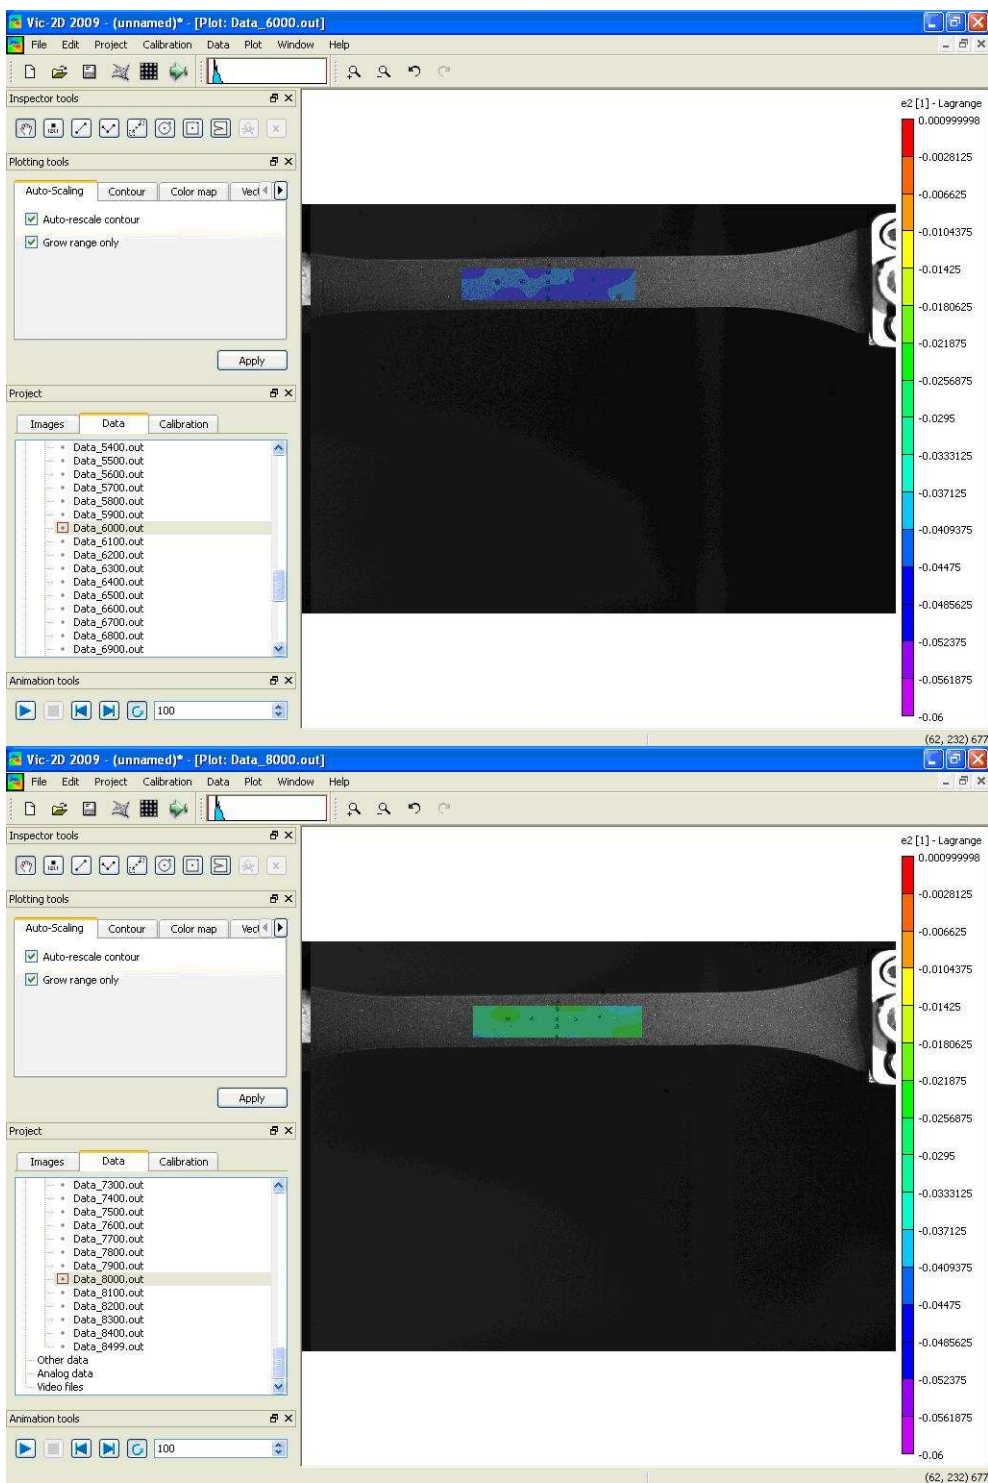 Vic-2D 2009 - (unnamed)* - [Plot: Data_6000.out]
File Edit Project Calibration Data Plot Window Help
Inspector tools
Plotting tools
Auto-Scaling Contour Color map
Auto-rescale contour
Grow range only
Apply
Project
Images Data Calibration
Data_5400.out
Data_5500.out
Data_5600.out
Data_5700.out
Data_5800.out
Data_5900.out
Data_6000.out
Data_6100.out
Data_6200.out
Data_6300.out
Data_6400.out
Data_6500.out
Data_6600.out
Data_6700.out
Data_6800.out
Data_6900.out
Animation tools
100
e2 [1] - Lagrange
0.000999998
-0.0028125
-0.006625
-0.0104375
-0.01425
-0.0180625
-0.021875
-0.0256875
-0.0295
-0.0333125
-0.037125
-0.0409375
-0.04475
-0.0485625
-0.052375
-0.0561875
-0.06
(62, 232) 677
Vic-2D 2009 - (unnamed)* - [Plot: Data_8000.out]
File Edit Project Calibration Data Plot Window Help
Inspector tools
Plotting tools
Auto-Scaling Contour Color map
Auto-rescale contour
Grow range only
Apply
Project
Images Data Calibration
Data_7300.out
Data_7400.out
Data_7500.out
Data_7600.out
Data_7700.out
Data_7800.out
Data_7900.out
Data_8000.out
Data_8100.out
Data_8200.out
Data_8300.out
Data_8400.out
Data_8499.out
Other data
Analog data
Video files
Animation tools
100
e2 [1] - Lagrange
0.000999998
-0.0028125
-0.006625
-0.0104375
-0.01425
-0.0180625
-0.021875
-0.0256875
-0.0295
-0.0333125
-0.037125
-0.0409375
-0.04475
-0.0485625
-0.052375
-0.0561875
-0.06
(62, 232) 677